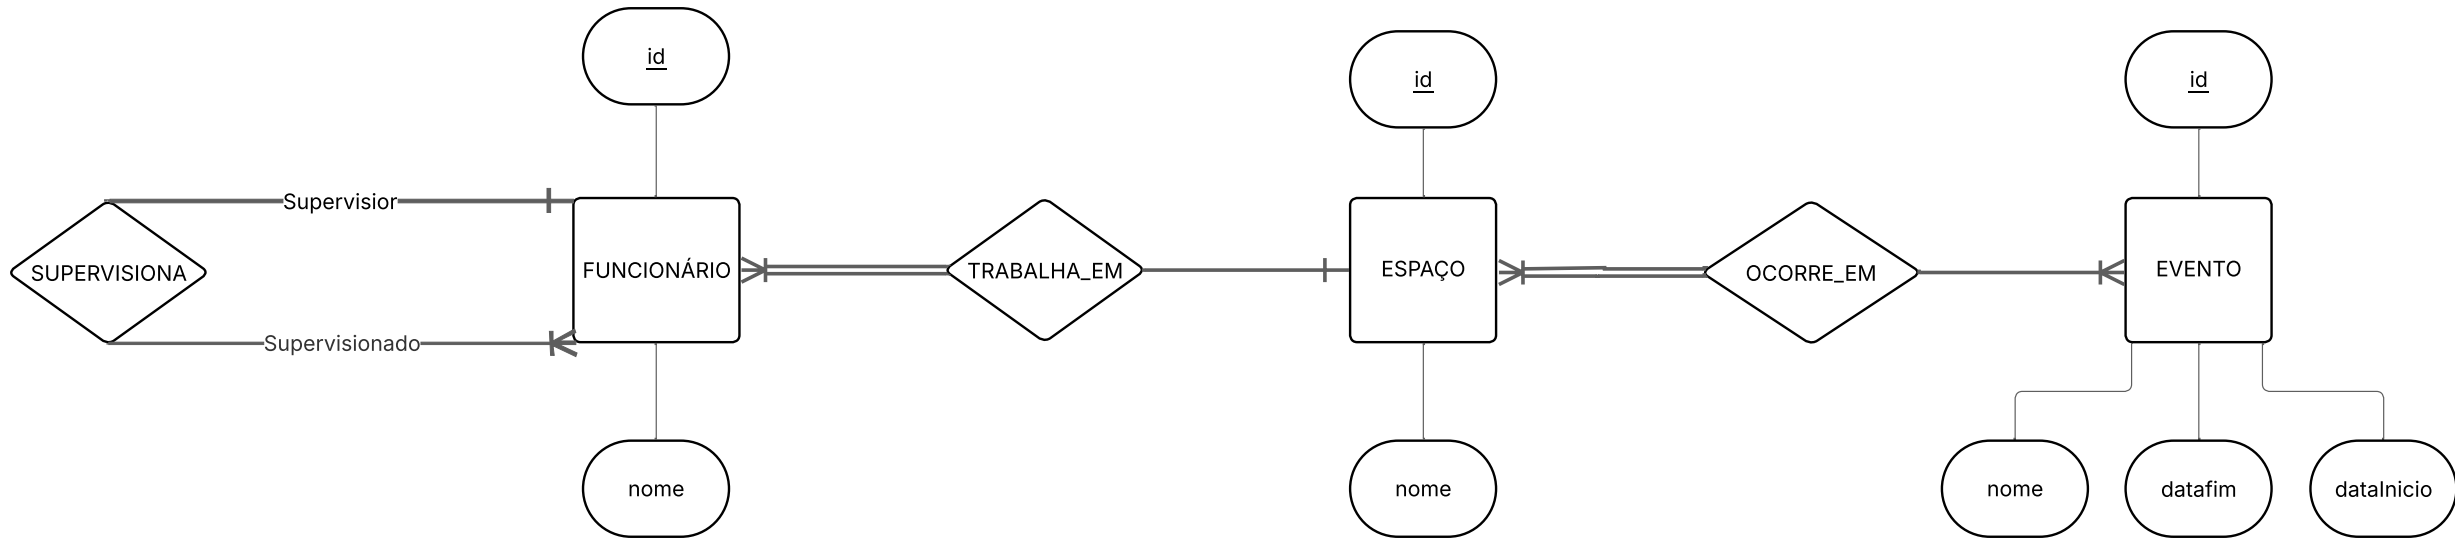 id
id
id
Supervisior
SUPERVISIONA
FUNCIONÁRIO
TRABALHA_EM
ESPAÇO
OCORRE_EM
EVENTO
Supervisionado
nome
nome
nome
datafim
dataInicio